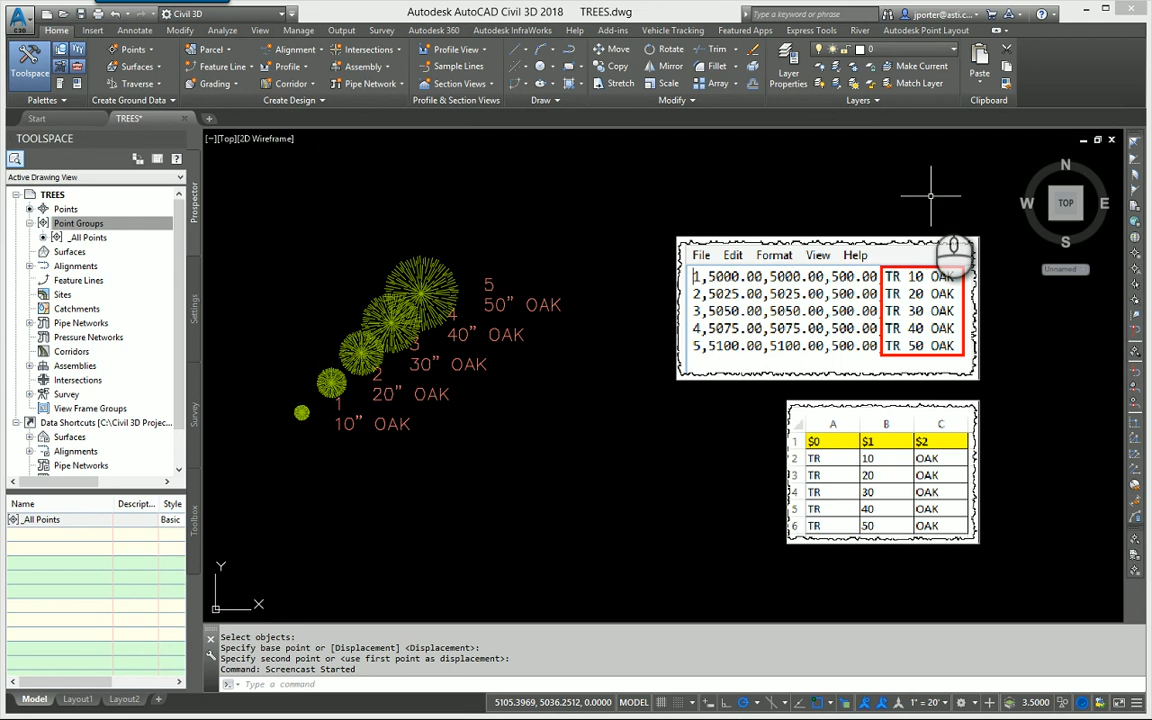 Civil 3D
Autodesk AutoCAD Civil 3D 2018
TREES.dwg
Type a keyword or phrase
jporter@asti.c...
Home
Insert
Annotate
Modify
Analyze
View
Manage
Output
Survey
Autodesk 360
Autodesk InfraWorks
Help
Add-ins
Vehicle Tracking
Featured Apps
Express Tools
River
Autodesk Point Layout
Toolspace
Points
Surfaces
Traverse
Parcel
Feature Line
Grading
Alignment
Profile
Corridor
Intersections
Assembly
Pipe Network
Profile View
Sample Lines
Section Views
Move
Copy
Stretch
Rotate
Mirror
Scale
Trim
Fillet
Array
Layer
Properties
0
Make Current
Match Layer
Paste
Palettes
Create Ground Data
Create Design
Profile & Section Views
Draw
Modify
Layers
Clipboard
Start
TREES*
TOOLSPACE
Active Drawing View
TREES
Points
Point Groups
_All Points
Surfaces
Alignments
Feature Lines
Sites
Catchments
Pipe Networks
Pressure Networks
Corridors
Assemblies
Intersections
Survey
View Frame Groups
Data Shortcuts [C:\Civil 3D Projec...
Surfaces
Alignments
Pipe Networks
Prospector
Settings
Survey
Toolbox
Name
Descript...
Style
_All Points
Basic
[−][Top][2D Wireframe]
5
50” OAK
4
40” OAK
3
30” OAK
2
20” OAK
1
10” OAK
N
W
TOP
E
S
Unnamed
File Edit Format View Help
1,5000.00,5000.00,500.00 TR 10 OAK
2,5025.00,5025.00,500.00 TR 20 OAK
3,5050.00,5050.00,500.00 TR 30 OAK
4,5075.00,5075.00,500.00 TR 40 OAK
5,5100.00,5100.00,500.00 TR 50 OAK
A B C
1 $0 $1 $2
2 TR 10 OAK
3 TR 20 OAK
4 TR 30 OAK
5 TR 40 OAK
6 TR 50 OAK
Y
X
Select objects:
Specify base point or [Displacement] <Displacement>:
Specify second point or <use first point as displacement>:
Command: Screencast Started
Type a command
Model
Layout1
Layout2
5105.3969, 5036.2512, 0.0000
MODEL
1" = 20'
3.5000